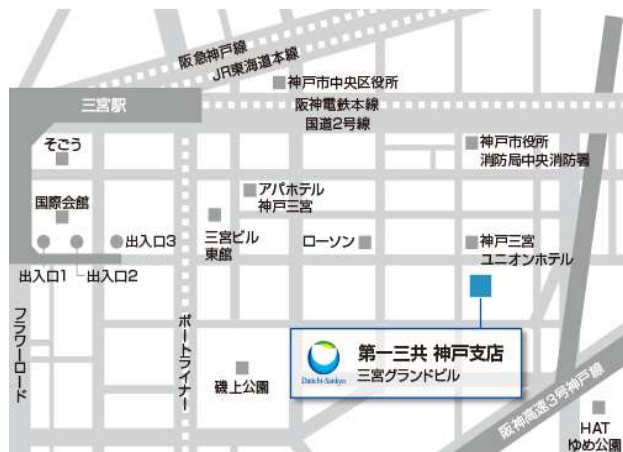 阪急神戸線
JR東海道本線
神戸市中央区役所
三宮駅
阪神電鉄本線
国道2号線
そごう
神戸市役所
消防局中央消防署
アパホテル
神戸三宮
国際会館
三宮ビル
東館
ローソン
神戸三宮
ユニオンホテル
出入口3
出入口1
出入口2
フラワーロード
ポートライナー
第一三共 神戸支店
三宮グランドビル
Daiichi-Sankyo
磯上公園
阪神高速3号神戸線
HAT
ゆめ公園